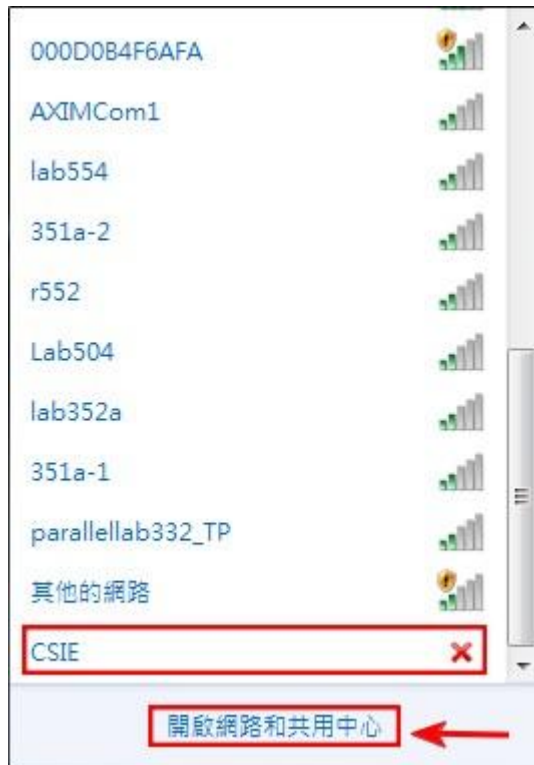 000D0B4F6AFA
AXIMCom1
lab554
351a-2
r552
Lab504
lab352a
351a-1
parallellab332_TP
其他的網路
CSIE
開啟網路和共用中心